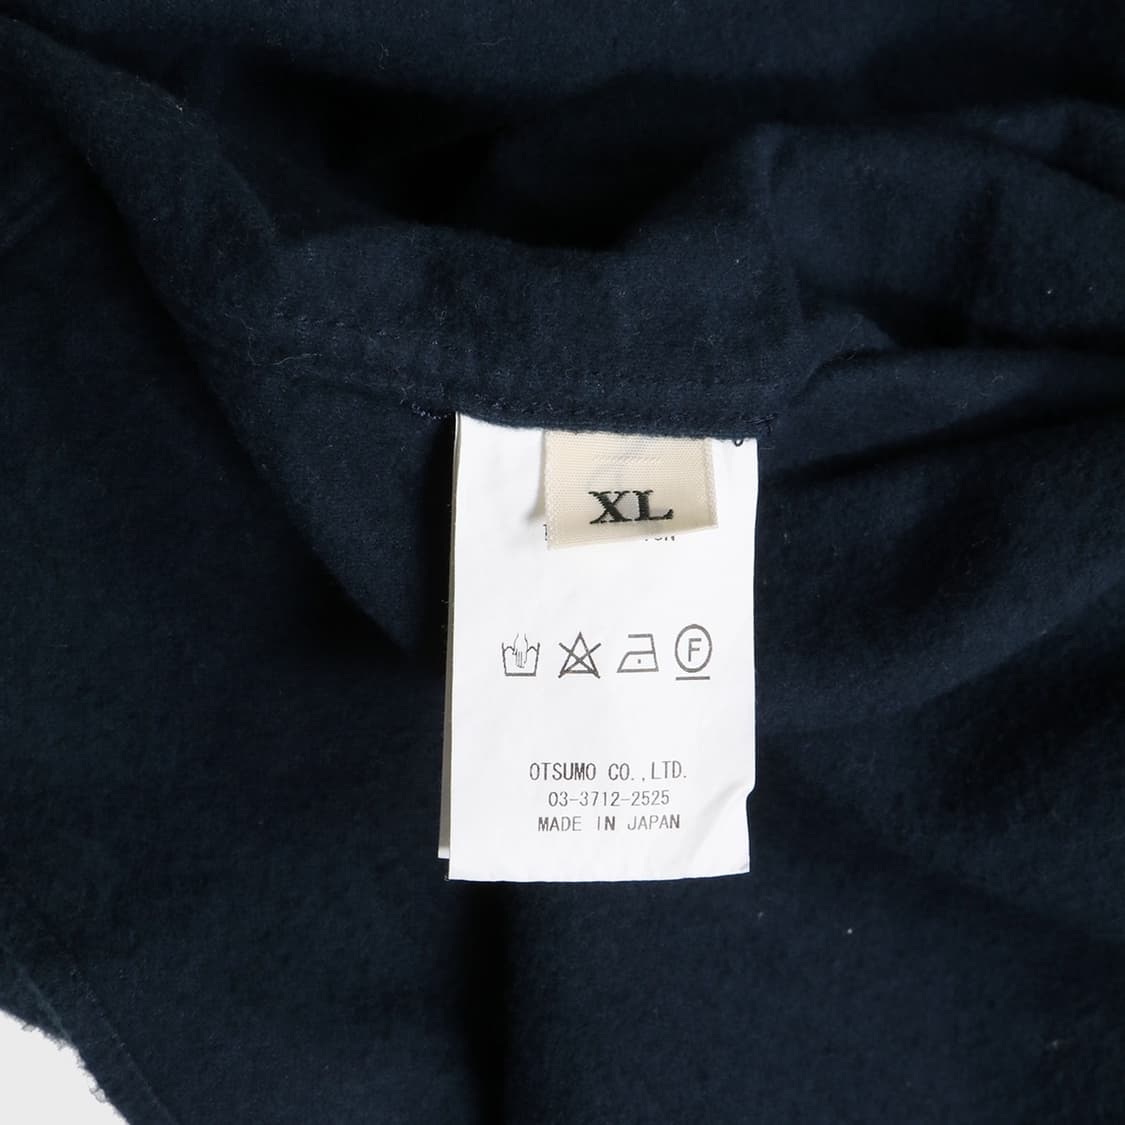 XL
F
OTSUMO CO.,LTD.
03-3712-2525
MADE IN JAPAN